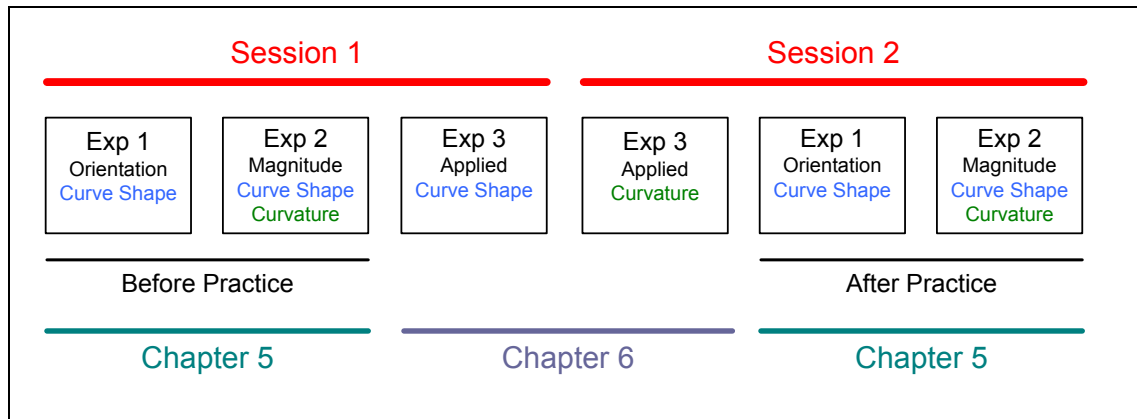 Session 1
Session 2
Exp 1
Orientation
Curve Shape
Exp 2
Magnitude
Curve Shape
Curvature
Exp 3
Applied
Curve Shape
Exp 3
Applied
Curvature
Exp 1
Orientation
Curve Shape
Exp 2
Magnitude
Curve Shape
Curvature
Before Practice
After Practice
Chapter 5
Chapter 6
Chapter 5